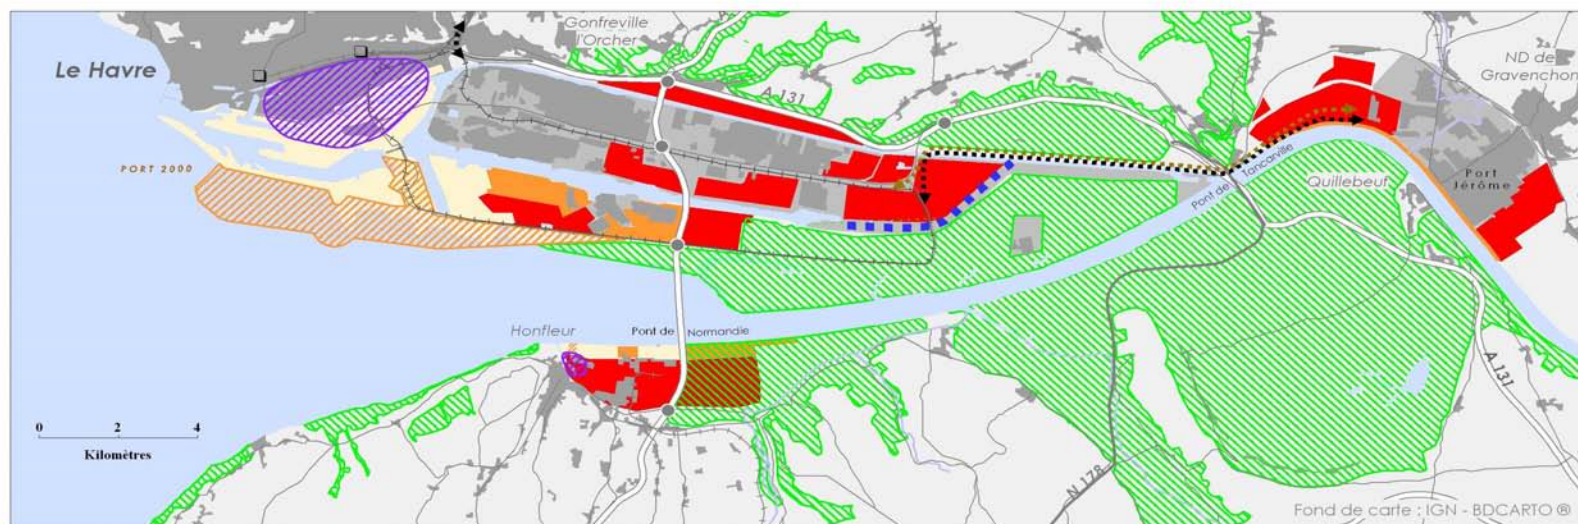 Gonfreville
l'Orcher
Le Havre
ND de
Gravenchon
A 131
PORT 2000
Pont de Tancarville
Quillebeuf
Port
Jérôme
Honfleur
Pont de Normandie
A 131
N 178
0 2 4
Kilomètres
Fond de carte : IGN - BDCARTO ®